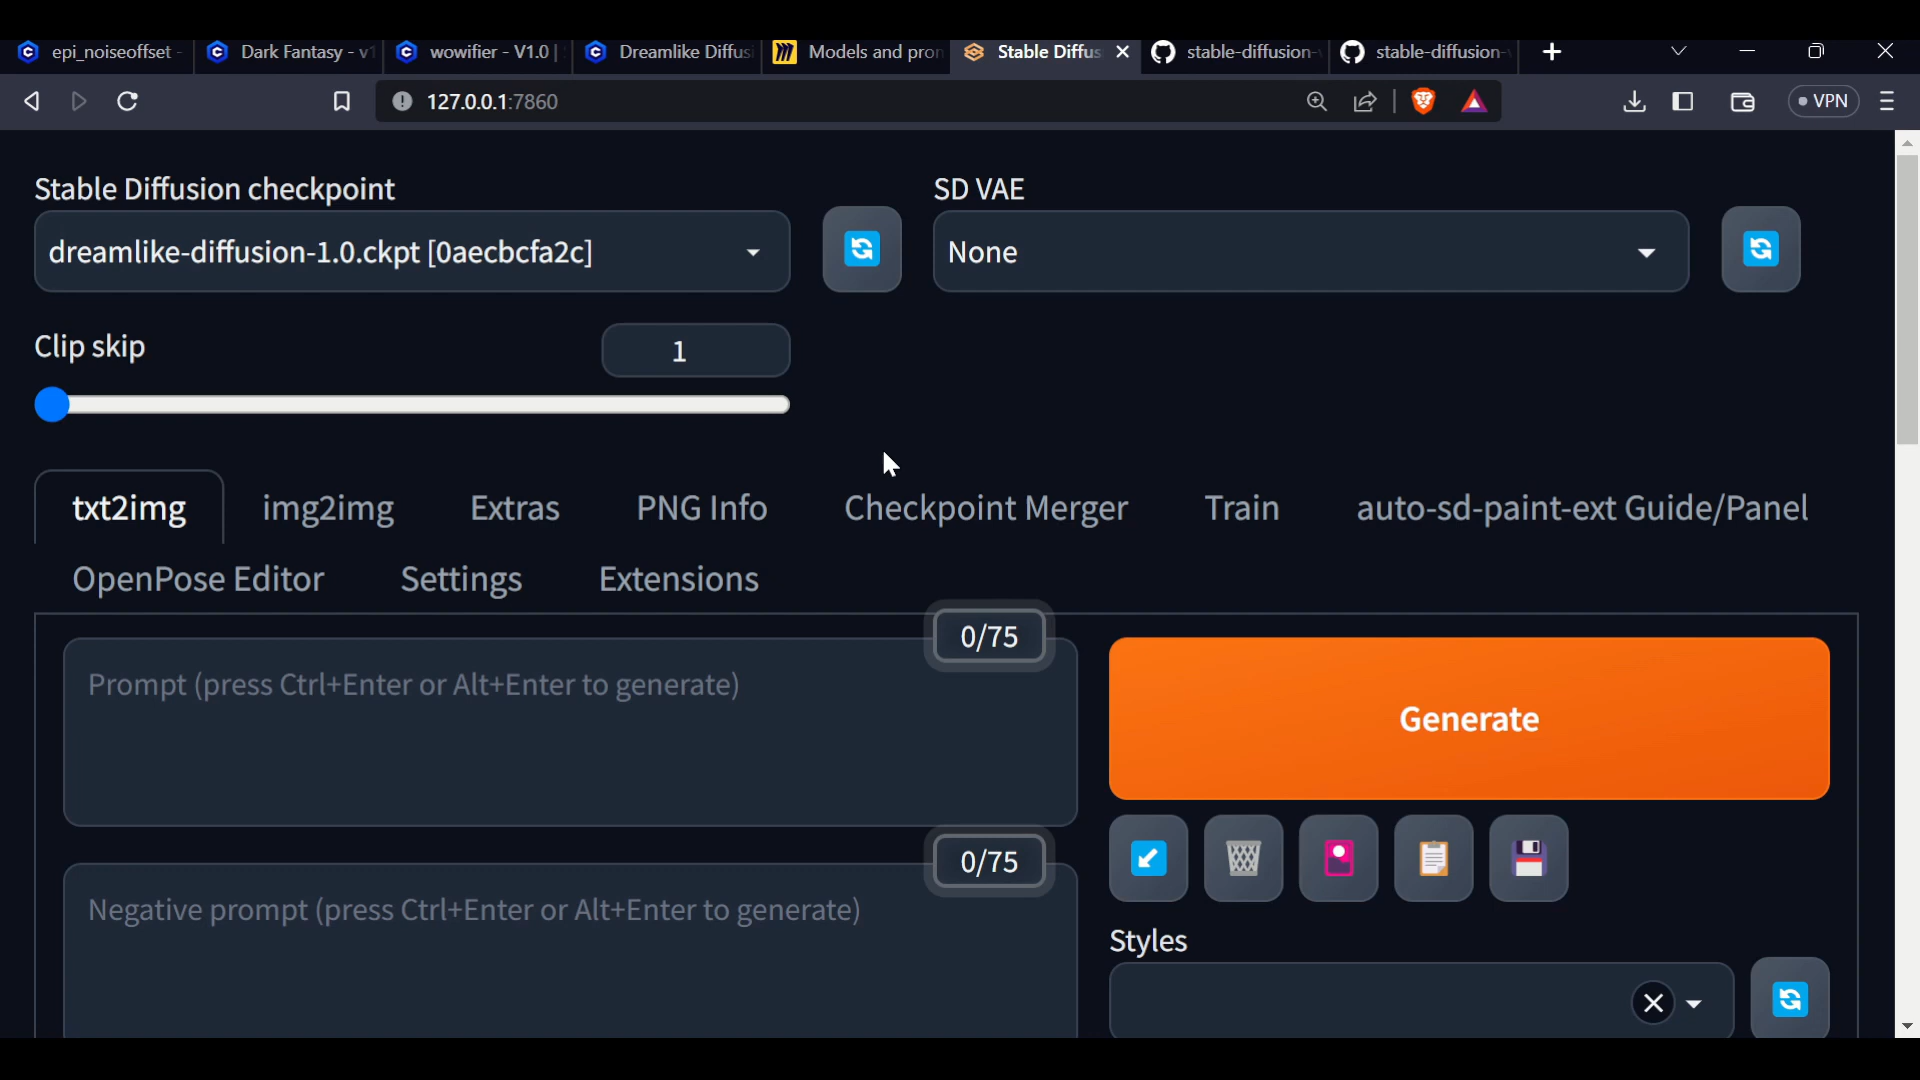 epi_noiseoffset -
Dark Fantasy - v1
wowifier - V1.0 |
Dreamlike Diffus
Models and pron
Stable Diffus
stable-diffusion-
stable-diffusion-
127.0.0.1:7860
VPN
Stable Diffusion checkpoint
SD VAE
dreamlike-diffusion-1.0.ckpt [0aecbcfa2c]
None
Clip skip
1
txt2img
img2img
Extras
PNG Info
Checkpoint Merger
Train
auto-sd-paint-ext Guide/Panel
OpenPose Editor
Settings
Extensions
0/75
Prompt (press Ctrl+Enter or Alt+Enter to generate)
Generate
0/75
Negative prompt (press Ctrl+Enter or Alt+Enter to generate)
Styles